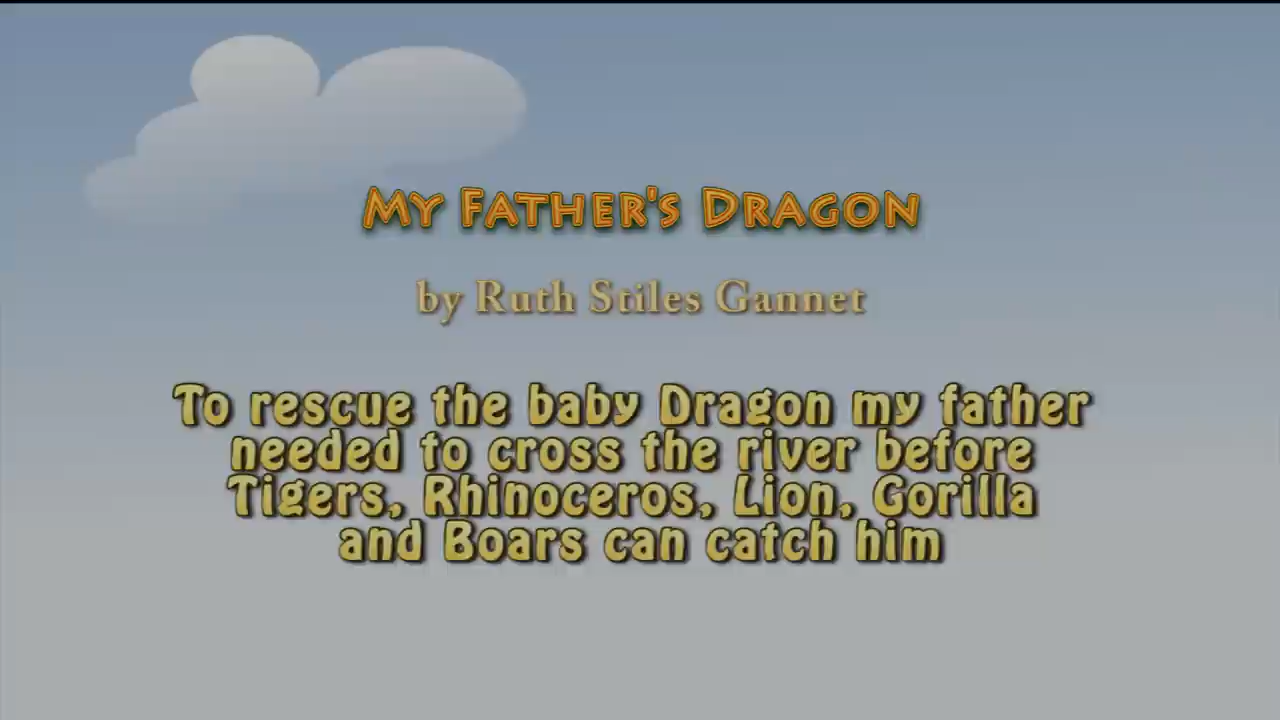 My Father's Dragon
by Ruth Stiles Gannet
To rescue the baby Dragon my father
needed to cross the river before
Tigers, Rhinoceros, Lion, Gorilla
and Boars can catch him